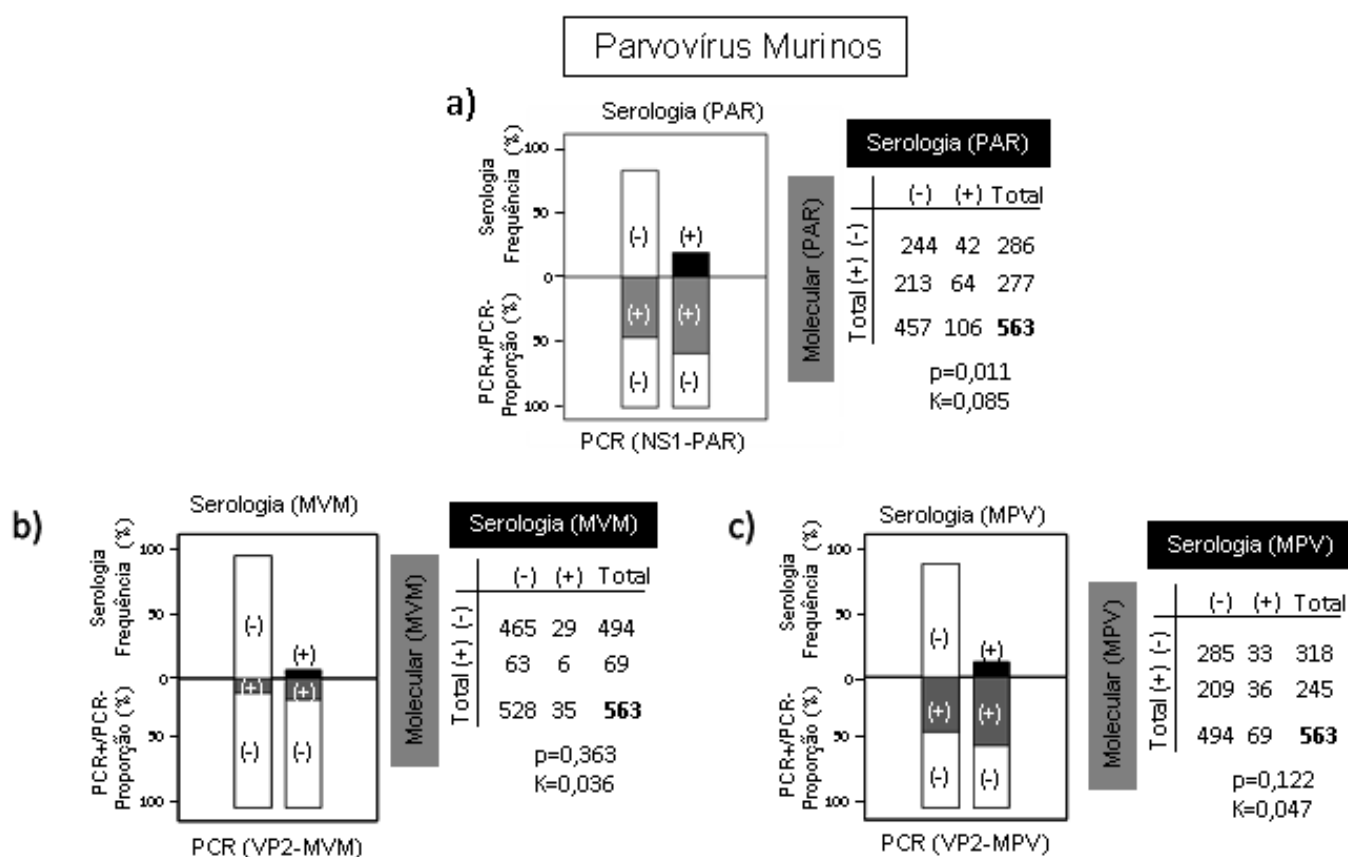 Parvovírus Murinos
a)
Serologia (PAR)
Serologia
Frequência (%)
PCR+/PCR-
Proporção (%)
100
50
0
50
100
(-)
(+)
(+)
(+)
(-)
(-)
PCR (NS1-PAR)
Serologia (PAR)
Molecular (PAR)
(-) (+) Total
(-) 244 42 286
(+) 213 64 277
Total 457 106 563
p=0,011
K=0,085
b)
Serologia (MVM)
Serologia
Frequência (%)
PCR+/PCR-
Proporção (%)
100
50
0
50
100
(-)
(+)
(+)
(+)
(-)
(-)
PCR (VP2-MVM)
Serologia (MVM)
Molecular (MVM)
(-) (+) Total
(-) 465 29 494
(+) 63 6 69
Total 528 35 563
p=0,363
K=0,036
c)
Serologia (MPV)
Serologia
Frequência (%)
PCR+/PCR-
Proporção (%)
100
50
0
50
100
(-)
(+)
(+)
(+)
(-)
(-)
PCR (VP2-MPV)
Serologia (MPV)
Molecular (MPV)
(-) (+) Total
(-) 285 33 318
(+) 209 36 245
Total 494 69 563
p=0,122
K=0,047